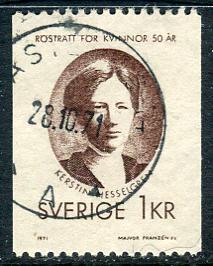 RÖSTRÄTT FÖR KVINNOR 50 ÅR
28.10.71
KERSTIN HESSELGREN
SVERIGE 1 KR
1971 MAJVOR FRANZÉN SC